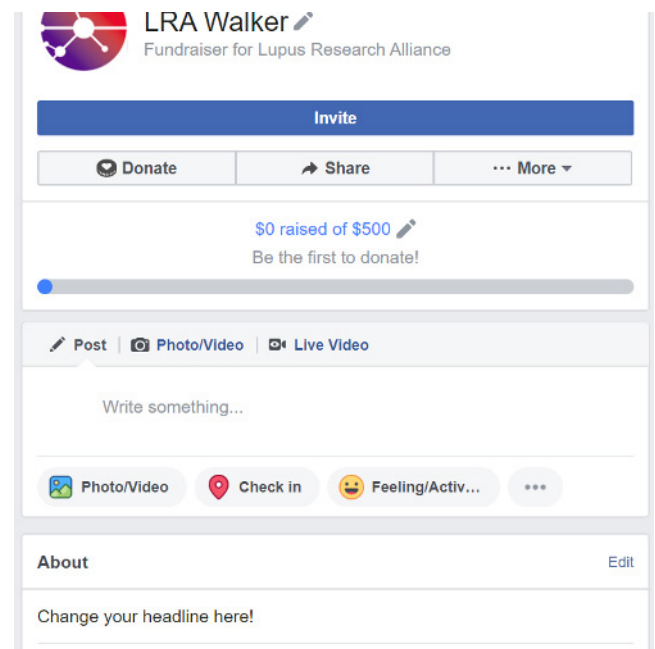 LRA Walker
Fundraiser for Lupus Research Alliance
Invite
Donate Share ··· More
$0 raised of $500
Be the first to donate!
Post Photo/Video Live Video
Write something...
Photo/Video Check in Feeling/Activ...
About Edit
Change your headline here!